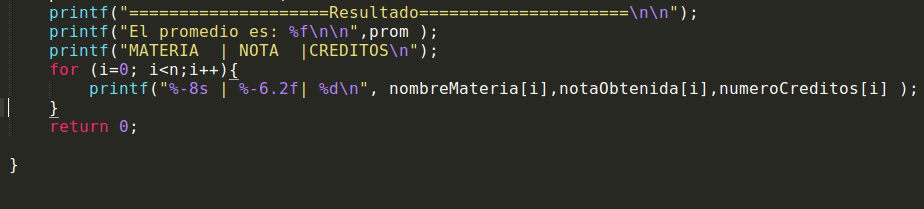 printf("====================Resultado=====================\n\n");
printf("El promedio es: %f\n\n",prom );
printf("MATERIA  | NOTA  |CREDITOS\n");
for (i=0; i<n;i++){
printf("%-8s | %-6.2f| %d\n", nombreMateria[i],notaObtenida[i],numeroCreditos[i] );
}
return 0;
}